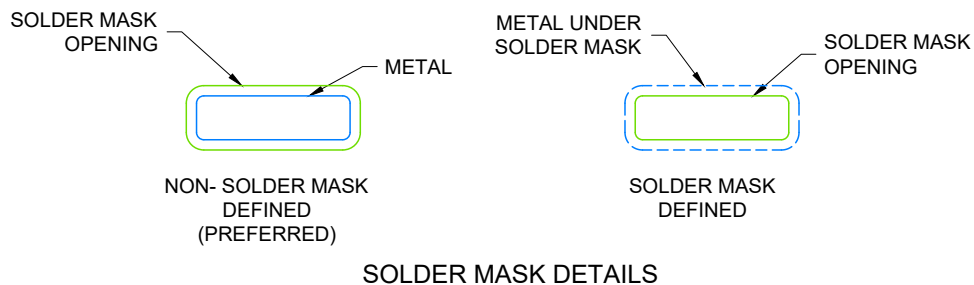 SOLDER MASK
OPENING
METAL
NON- SOLDER MASK
DEFINED
(PREFERRED)
METAL UNDER
SOLDER MASK
SOLDER MASK
OPENING
SOLDER MASK
DEFINED
SOLDER MASK DETAILS